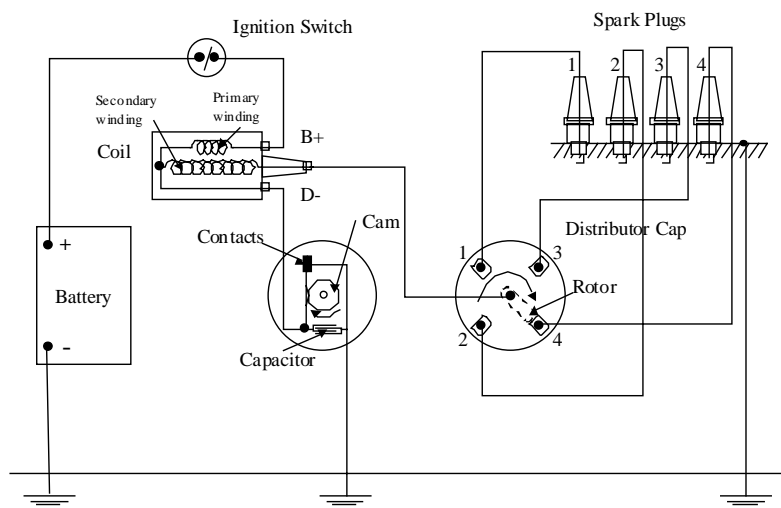 Ignition Switch
Spark Plugs
1
2
3
4
Secondary
winding
Primary
winding
B+
Coil
D-
Contacts
Cam
Distributor Cap
1
3
+
Battery
Rotor
-
Capacitor
2
4